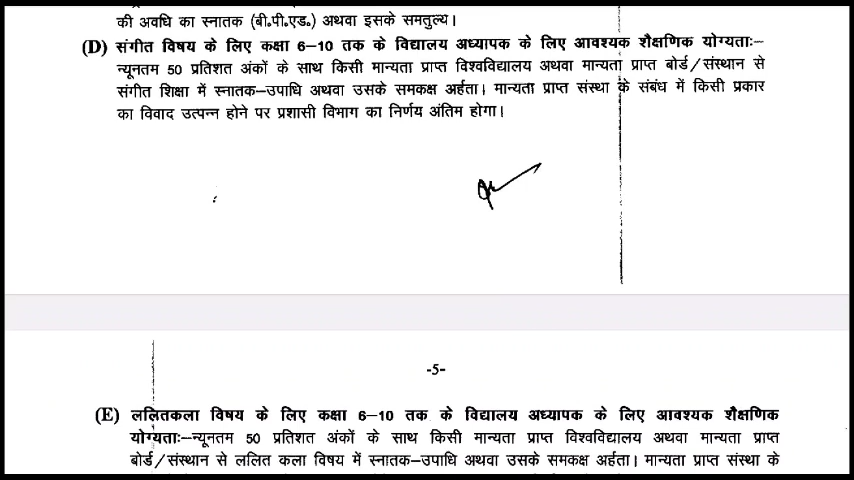 की अवधि का स्नातक (बी०पी०एड०) अथवा इसके समतुल्य।
(D) संगीत विषय के लिए कक्षा 6–10 तक के विद्यालय अध्यापक के लिए आवश्यक शैक्षणिक योग्यताः–
न्यूनतम 50 प्रतिशत अंकों के साथ किसी मान्यता प्राप्त विश्वविद्यालय अथवा मान्यता प्राप्त बोर्ड/संस्थान से
संगीत शिक्षा में स्नातक–उपाधि अथवा उसके समकक्ष अर्हता। मान्यता प्राप्त संस्था के संबंध में किसी प्रकार
का विवाद उत्पन्न होने पर प्रशासी विभाग का निर्णय अंतिम होगा।
-5-
(E) ललितकला विषय के लिए कक्षा 6–10 तक के विद्यालय अध्यापक के लिए आवश्यक शैक्षणिक
योग्यताः–न्यूनतम 50 प्रतिशत अंकों के साथ किसी मान्यता प्राप्त विश्वविद्यालय अथवा मान्यता प्राप्त
बोर्ड/संस्थान से ललित कला विषय में स्नातक–उपाधि अथवा उसके समकक्ष अर्हता। मान्यता प्राप्त संस्था के